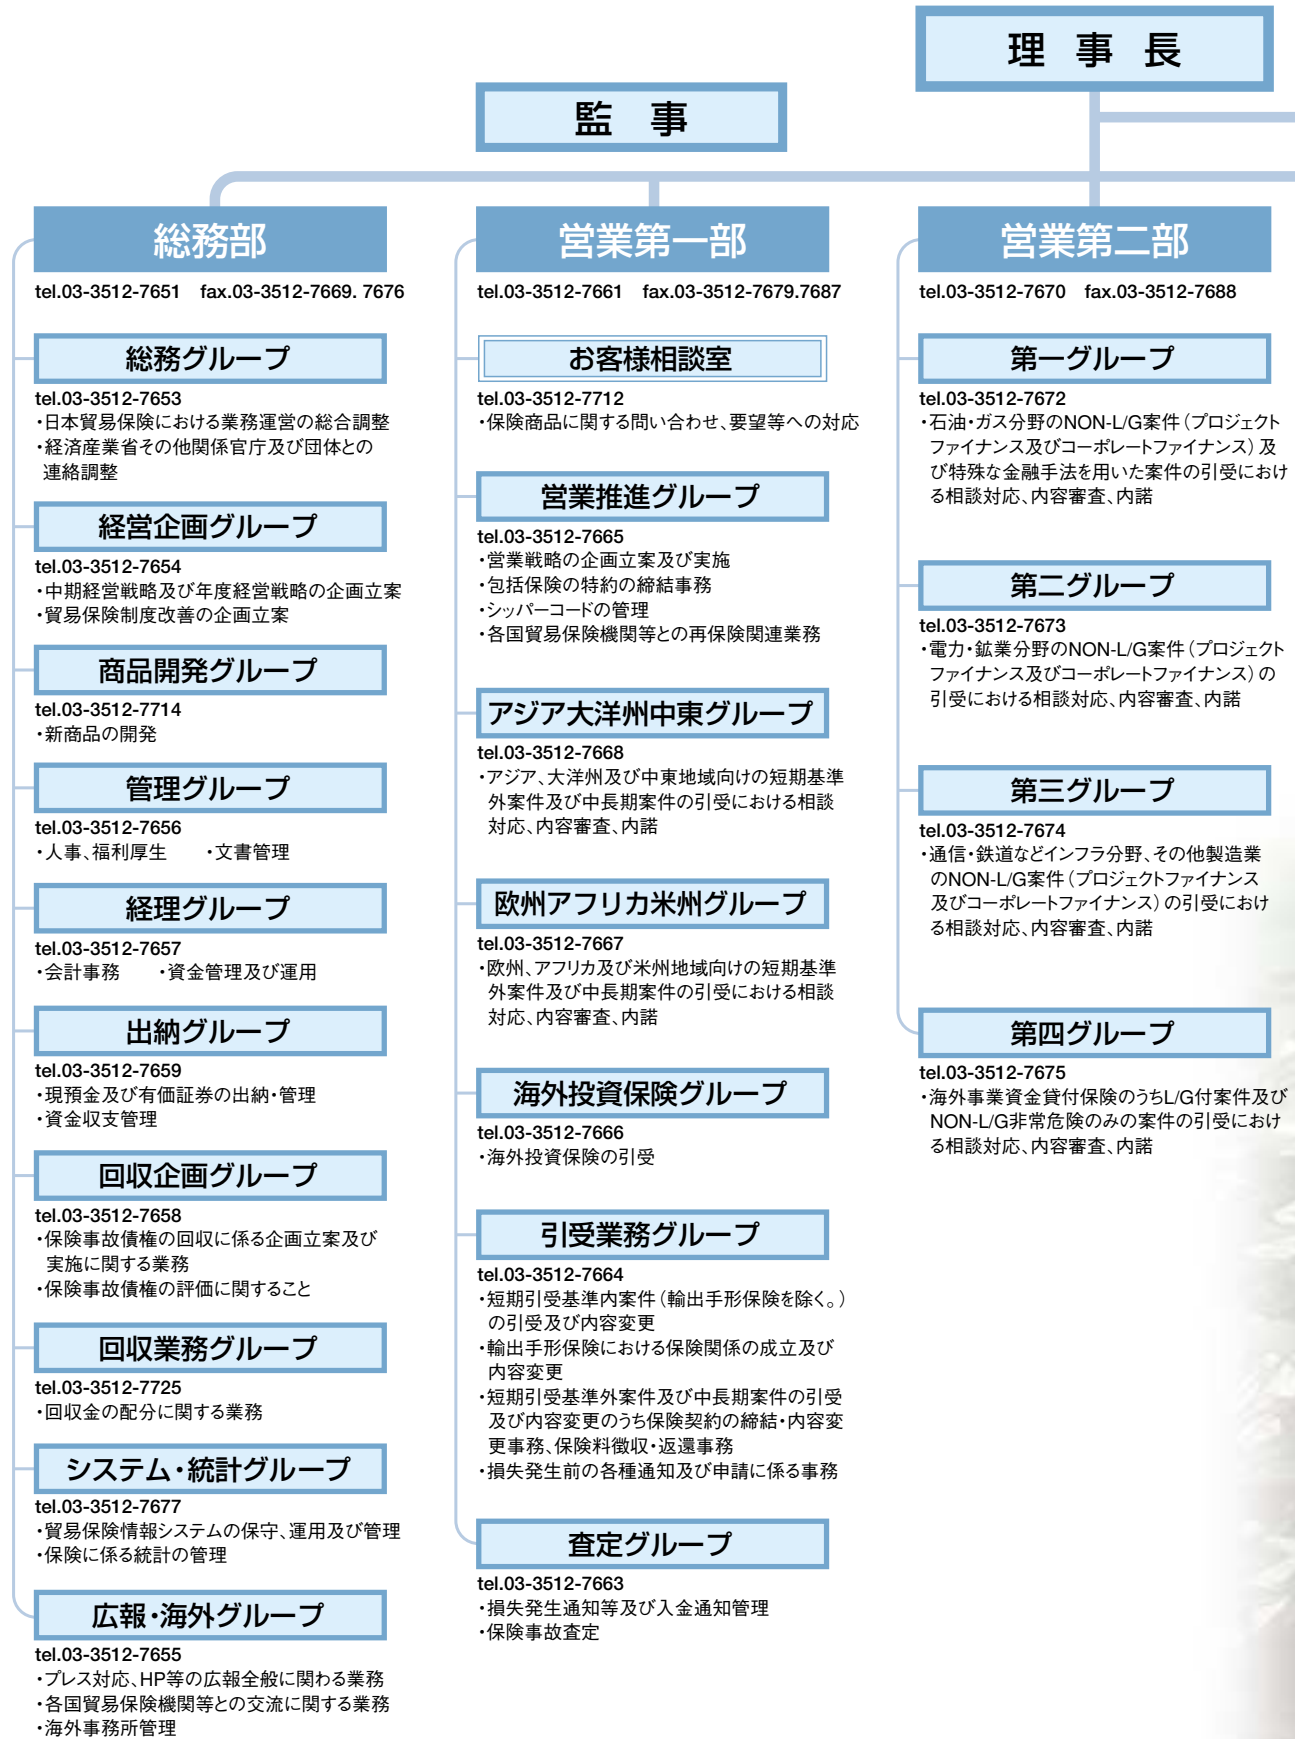 理事長
監事
総務部
tel.03-3512-7651 fax.03-3512-7669. 7676
総務グループ
tel.03-3512-7653
・日本貿易保険における業務運営の総合調整
・経済産業省その他関係官庁及び団体との
連絡調整
経営企画グループ
tel.03-3512-7654
・中期経営戦略及び年度経営戦略の企画立案
・貿易保険制度改善の企画立案
商品開発グループ
tel.03-3512-7714
・新商品の開発
管理グループ
tel.03-3512-7656
・人事、福利厚生 ・文書管理
経理グループ
tel.03-3512-7657
・会計事務 ・資金管理及び運用
出納グループ
tel.03-3512-7659
・現預金及び有価証券の出納・管理
・資金収支管理
回収企画グループ
tel.03-3512-7658
・保険事故債権の回収に係る企画立案及び
実施に関する業務
・保険事故債権の評価に関すること
回収業務グループ
tel.03-3512-7725
・回収金の配分に関する業務
システム・統計グループ
tel.03-3512-7677
・貿易保険情報システムの保守、運用及び管理
・保険に係る統計の管理
広報・海外グループ
tel.03-3512-7655
・プレス対応、HP等の広報全般に関わる業務
・各国貿易保険機関等との交流に関する業務
・海外事務所管理
営業第一部
tel.03-3512-7661 fax.03-3512-7679.7687
お客様相談室
tel.03-3512-7712
・保険商品に関する問い合わせ、要望等への対応
営業推進グループ
tel.03-3512-7665
・営業戦略の企画立案及び実施
・包括保険の特約の締結事務
・シッパーコードの管理
・各国貿易保険機関等との再保険関連業務
アジア大洋州中東グループ
tel.03-3512-7668
・アジア、大洋州及び中東地域向けの短期基準
外案件及び中長期案件の引受における相談
対応、内容審査、内諾
欧州アフリカ米州グループ
tel.03-3512-7667
・欧州、アフリカ及び米州地域向けの短期基準
外案件及び中長期案件の引受における相談
対応、内容審査、内諾
海外投資保険グループ
tel.03-3512-7666
・海外投資保険の引受
引受業務グループ
tel.03-3512-7664
・短期引受基準内案件（輸出手形保険を除く。）
の引受及び内容変更
・輸出手形保険における保険関係の成立及び
内容変更
・短期引受基準外案件及び中長期案件の引受
及び内容変更のうち保険契約の締結・内容変
更事務、保険料徴収・返還事務
・損失発生前の各種通知及び申請に係る事務
査定グループ
tel.03-3512-7663
・損失発生通知等及び入金通知管理
・保険事故査定
営業第二部
tel.03-3512-7670 fax.03-3512-7688
第一グループ
tel.03-3512-7672
・石油・ガス分野のNON-L/G案件（プロジェクト
ファイナンス及びコーポレートファイナンス）及
び特殊な金融手法を用いた案件の引受におけ
る相談対応、内容審査、内諾
第二グループ
tel.03-3512-7673
・電力・鉱業分野のNON-L/G案件（プロジェクト
ファイナンス及びコーポレートファイナンス）の
引受における相談対応、内容審査、内諾
第三グループ
tel.03-3512-7674
・通信・鉄道などインフラ分野、その他製造業
のNON-L/G案件（プロジェクトファイナンス
及びコーポレートファイナンス）の引受におけ
る相談対応、内容審査、内諾
第四グループ
tel.03-3512-7675
・海外事業資金貸付保険のうちL/G付案件及び
NON-L/G非常危険のみの案件の引受におけ
る相談対応、内容審査、内諾